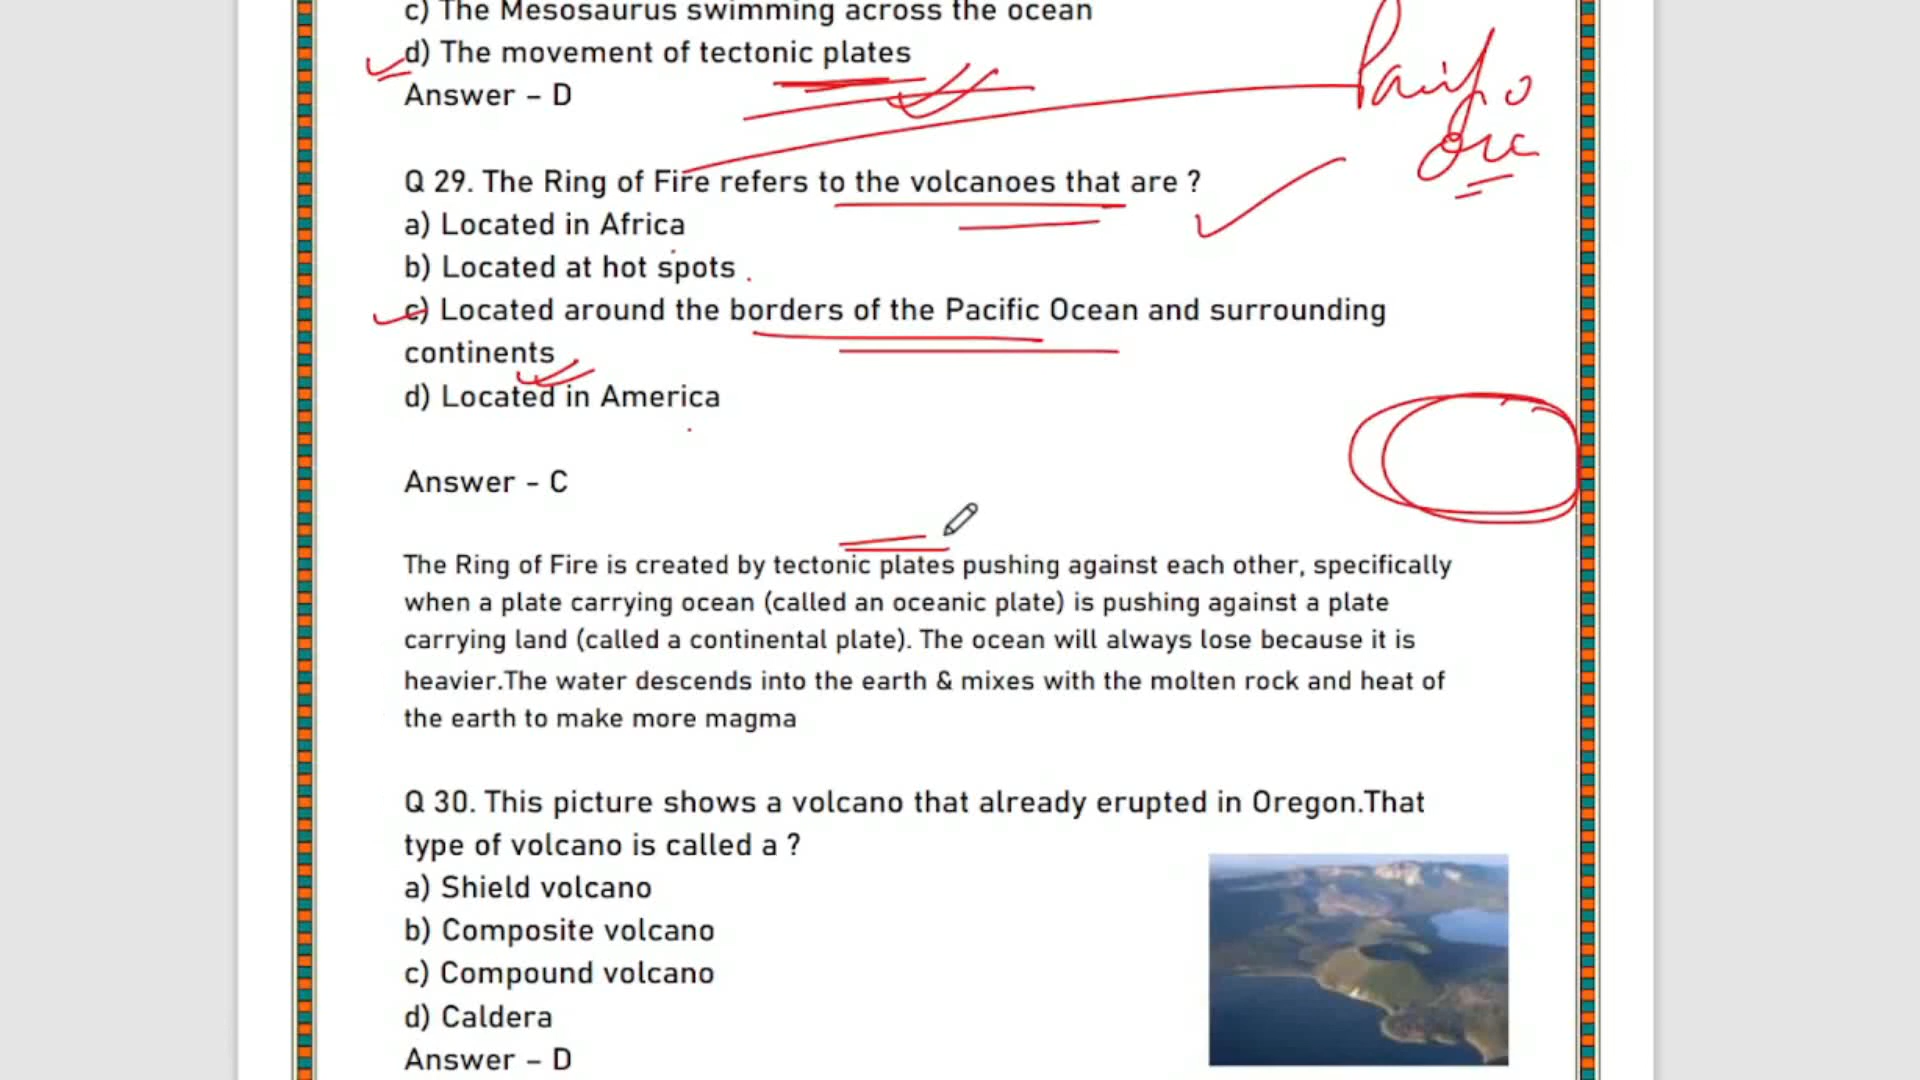 c) The Mesosaurus swimming across the ocean
d) The movement of tectonic plates
Answer – D
Q 29. The Ring of Fire refers to the volcanoes that are ?
a) Located in Africa
b) Located at hot spots
c) Located around the borders of the Pacific Ocean and surrounding
continents
d) Located in America
Answer - C
The Ring of Fire is created by tectonic plates pushing against each other, specifically
when a plate carrying ocean (called an oceanic plate) is pushing against a plate
carrying land (called a continental plate). The ocean will always lose because it is
heavier.The water descends into the earth & mixes with the molten rock and heat of
the earth to make more magma
Q 30. This picture shows a volcano that already erupted in Oregon.That
type of volcano is called a ?
a) Shield volcano
b) Composite volcano
c) Compound volcano
d) Caldera
Answer – D